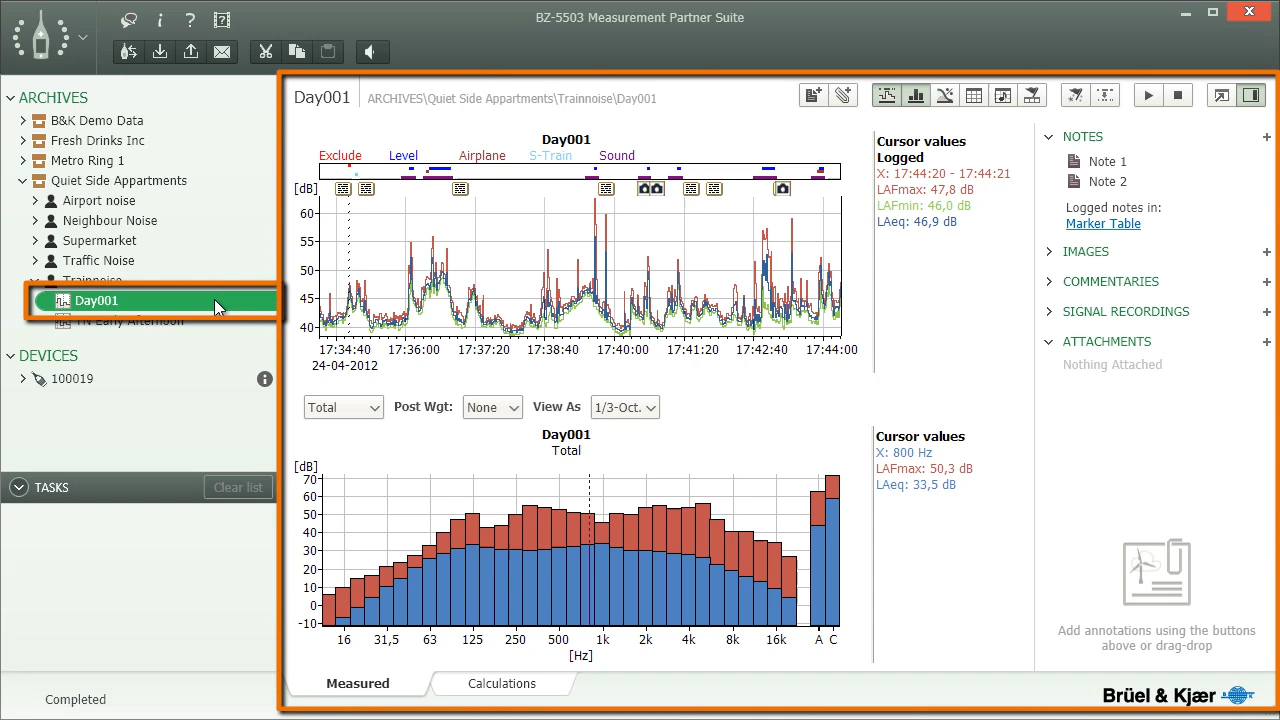 BZ-5503 Measurement Partner Suite
ARCHIVES
B&K Demo Data
Fresh Drinks Inc
Metro Ring 1
Quiet Side Appartments
Airport noise
Neighbour Noise
Supermarket
Traffic Noise
Trainnoise
Day001
TN Early Afternoon
DEVICES
100019
TASKS
Clear list
Completed
Day001
ARCHIVES\Quiet Side Appartments\Trainnoise\Day001
Day001
Exclude Level Airplane S-Train Sound
[dB]
60
55
50
45
40
17:34:40 17:36:00 17:37:20 17:38:40 17:40:00 17:41:20 17:42:40 17:44:00
24-04-2012
Cursor values
Logged
X: 17:44:20 - 17:44:21
LAFmax: 47,8 dB
LAFmin: 46,0 dB
LAeq: 46,9 dB
Total Post Wgt: None View As 1/3-Oct.
Day001
Total
[dB]
70
60
50
40
30
20
10
0
-10
16 31,5 63 125 250 500 1k 2k 4k 8k 16k A C
[Hz]
Cursor values
X: 800 Hz
LAFmax: 50,3 dB
LAeq: 33,5 dB
Measured Calculations
NOTES
Note 1
Note 2
Logged notes in:
Marker Table
IMAGES
COMMENTARIES
SIGNAL RECORDINGS
ATTACHMENTS
Nothing Attached
Add annotations using the buttons
above or drag-drop
Brüel & Kjær